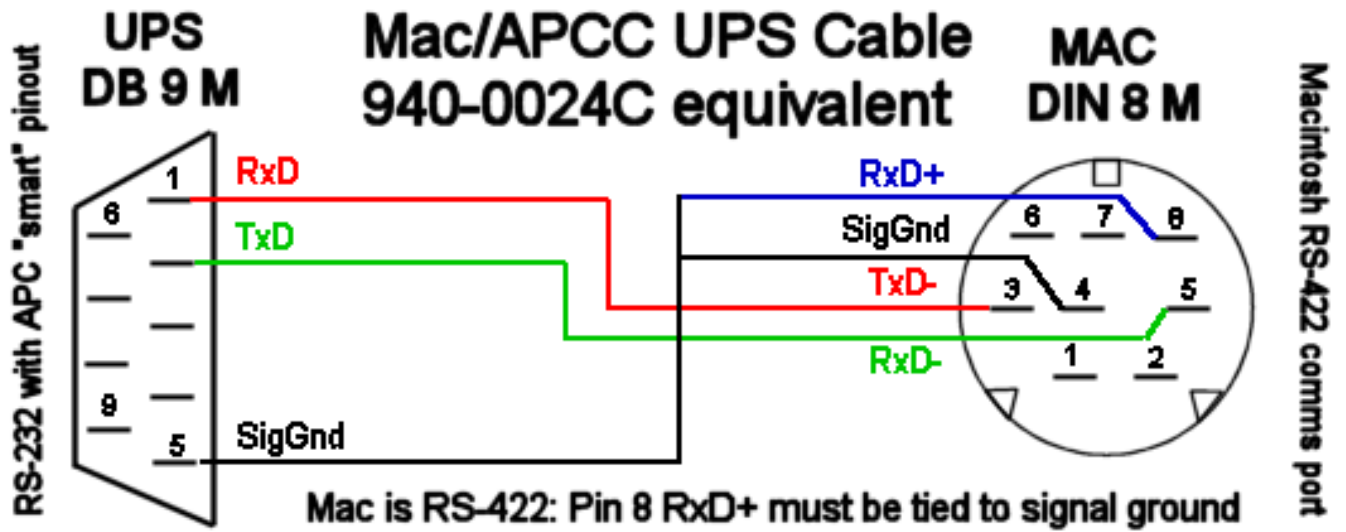 UPS
DB 9 M
Mac/APCC UPS Cable
940-0024C equivalent
MAC
DIN 8 M
RS-232 with APC "smart" pinout
1
6
9
5
RxD
TxD
SigGnd
RxD+
SigGnd
TxD-
RxD-
6
7
8
3
4
5
1
2
Macintosh RS-422 comms port
Mac is RS-422: Pin 8 RxD+ must be tied to signal ground